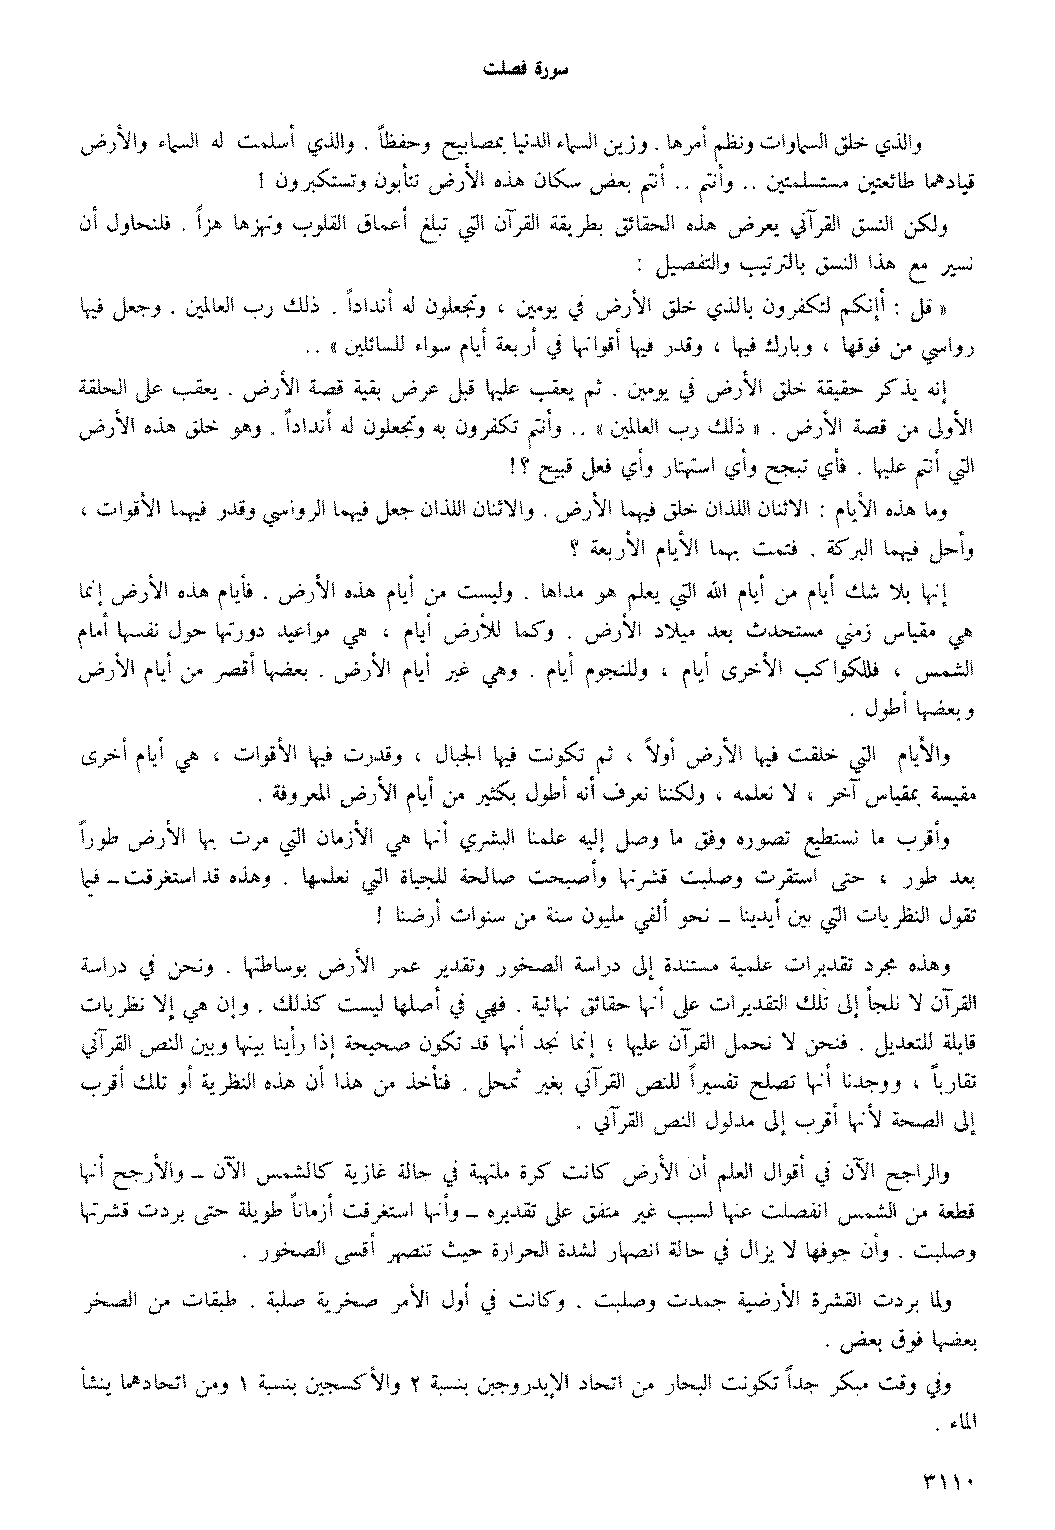 سورة فصلت
والذي خلق السماوات ونظم أمرها . وزين السماء الدنيا بمصابيح وحفظاً . والذي أسلمت له السماء والأرض
قيادهما طائعتين مستسلمتين .. وأنتم .. أنتم بعض سكان هذه الأرض تتأبون وتستكبرون !
ولكن النسق القرآني يعرض هذه الحقائق بطريقة القرآن التي تبلغ أعماق القلوب وتهزها هزاً . فلنحاول أن
نسير مع هذا النسق بالترتيب والتفصيل :
« قل : أإنكم لتكفرون بالذي خلق الأرض في يومين ، وتجعلون له أنداداً . ذلك رب العالمين . وجعل فيها
رواسي من فوقها ، وبارك فيها ، وقدر فيها أقواتها في أربعة أيام سواء للسائلين » ..
إنه يذكر حقيقة خلق الأرض في يومين . ثم يعقب عليها قبل عرض بقية قصة الأرض . يعقب على الحلقة
الأولى من قصة الأرض . « ذلك رب العالمين » .. وأنتم تكفرون به وتجعلون له أنداداً . وهو خلق هذه الأرض
التي أنتم عليها . فأي تبجح وأي استهتار وأي فعل قبيح ؟!
وما هذه الأيام : الاثنان اللذان خلق فيهما الأرض . والاثنان اللذان جعل فيهما الرواسي وقدر فيهما الأقوات ،
وأحل فيهما البركة . فتمت بهما الأيام الأربعة ؟
إنها بلا شك أيام من أيام الله التي يعلم هو مداها . وليست من أيام هذه الأرض . فأيام هذه الأرض إنما
هي مقياس زمني مستحدث بعد ميلاد الأرض . وكما للأرض أيام ، هي مواعيد دورتها حول نفسها أمام
الشمس ، فللكواكب الأخرى أيام ، وللنجوم أيام . وهي غير أيام الأرض . بعضها أقصر من أيام الأرض
وبعضها أطول .
والأيام التي خلقت فيها الأرض أولاً ، ثم تكونت فيها الجبال ، وقدرت فيها الأقوات ، هي أيام أخرى
مقيسة بمقياس آخر ، لا نعلمه ، ولكننا نعرف أنه أطول بكثير من أيام الأرض المعروفة .
وأقرب ما نستطيع تصوره وفق ما وصل إليه علمنا البشري أنها هي الأزمان التي مرت بها الأرض طوراً
بعد طور ، حتى استقرت وصلبت قشرتها وأصبحت صالحة للحياة التي نعلمها . وهذه قد استغرقت – فيما
تقول النظريات التي بين أيدينا – نحو ألفي مليون سنة من سنوات أرضنا !
وهذه مجرد تقديرات علمية مستندة إلى دراسة الصخور وتقدير عمر الأرض بوساطتها . ونحن في دراسة
القرآن لا نلجأ إلى تلك التقديرات على أنها حقائق نهائية . فهي في أصلها ليست كذلك . وإن هي إلا نظريات
قابلة للتعديل . فنحن لا نحمل القرآن عليها ؛ إنما نجد أنها قد تكون صحيحة إذا رأينا بينها وبين النص القرآني
تقارباً ، ووجدنا أنها تصلح تفسيراً للنص القرآني بغير تمحل . فنأخذ من هذا أن هذه النظرية أو تلك أقرب
إلى الصحة لأنها أقرب إلى مدلول النص القرآني .
والراجح الآن في أقوال العلم أن الأرض كانت كرة ملتهبة في حالة غازية كالشمس الآن – والأرجح أنها
قطعة من الشمس انفصلت عنها لسبب غير متفق على تقديره – وأنها استغرقت أزماناً طويلة حتى بردت قشرتها
وصلبت . وأن جوفها لا يزال في حالة انصهار لشدة الحرارة حيث تنصهر أقسى الصخور .
ولما بردت القشرة الأرضية جمدت وصلبت . وكانت في أول الأمر صخرية صلبة . طبقات من الصخر
بعضها فوق بعض .
وفي وقت مبكر جداً تكونت البحار من اتحاد الإيدروجين بنسبة ٢ والأكسجين بنسبة ١ ومن اتحادهما ينشأ
الماء .
٣١١٠